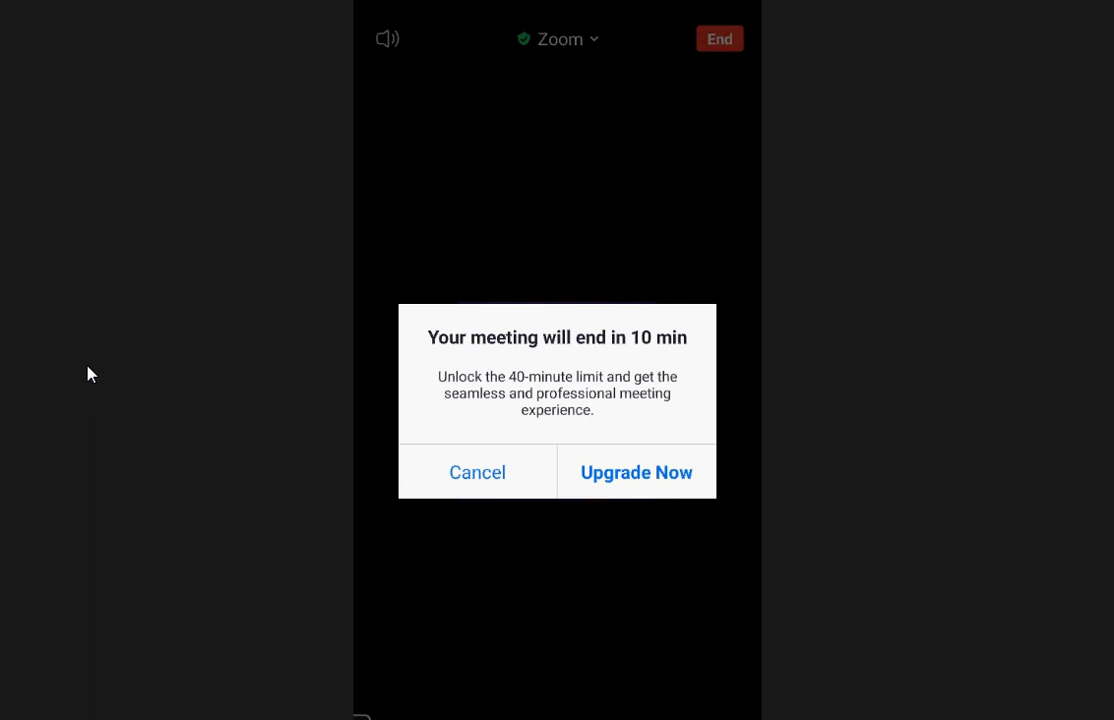 Zoom
End
Your meeting will end in 10 min
Unlock the 40-minute limit and get the
seamless and professional meeting
experience.
Cancel
Upgrade Now